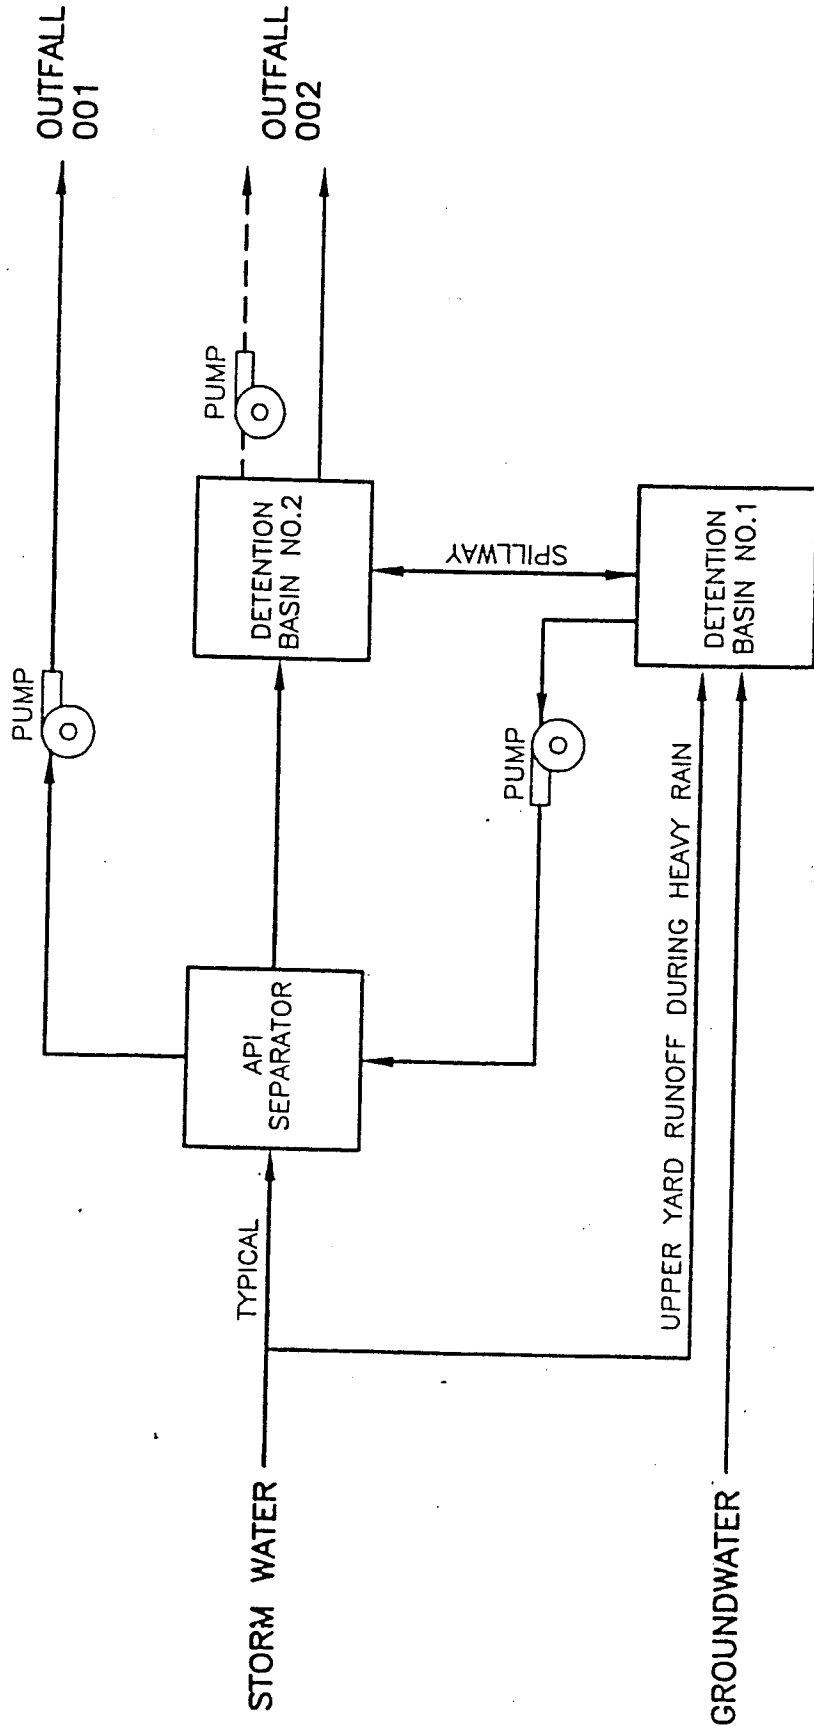 OUTFALL
001
PUMP
OUTFALL
002
PUMP
DETENTION
BASIN NO.2
API
SEPARATOR
TYPICAL
STORM WATER
SPILLWAY
PUMP
DETENTION
BASIN NO.1
UPPER YARD RUNOFF DURING HEAVY RAIN
GROUNDWATER